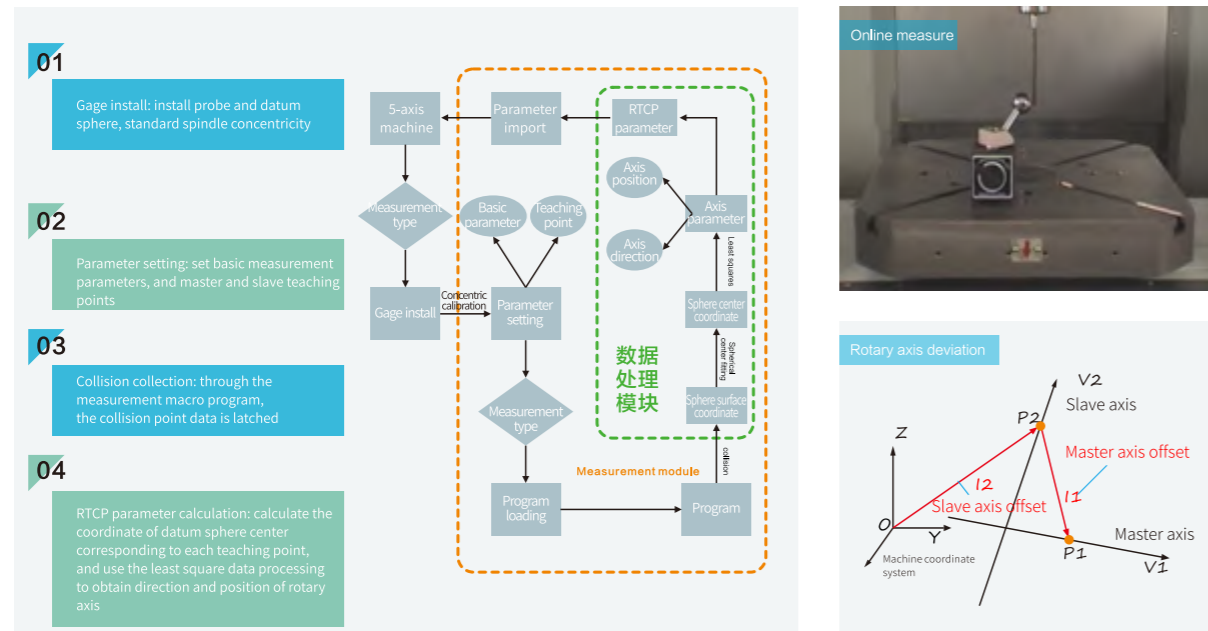 01
Gage install: install probe and datum
sphere, standard spindle concentricity
02
Parameter setting: set basic measurement
parameters, and master and slave teaching
points
03
Collision collection: through the
measurement macro program,
the collision point data is latched
04
RTCP parameter calculation: calculate the
coordinate of datum sphere center
corresponding to each teaching point,
and use the least square data processing
to obtain direction and position of rotary
axis
5-axis
machine
Parameter
import
RTCP
parameter
Measurement
type
Basic
parameter
Teaching
point
Axis
position
Axis
parameter
Axis
direction
Least squares
Gage install
Concentric
calibration
Parameter
setting
Sphere center
coordinate
Spherical
center fitting
数据
处理
模块
Sphere surface
coordinate
Measurement
type
collision
Measurement module
Program
loading
Program
Online measure
Rotary axis deviation
V2
Slave axis
P2
Z
Master axis offset
I2
I1
Slave axis offset
O
Y
Master axis
P1
V1
Machine coordinate
system